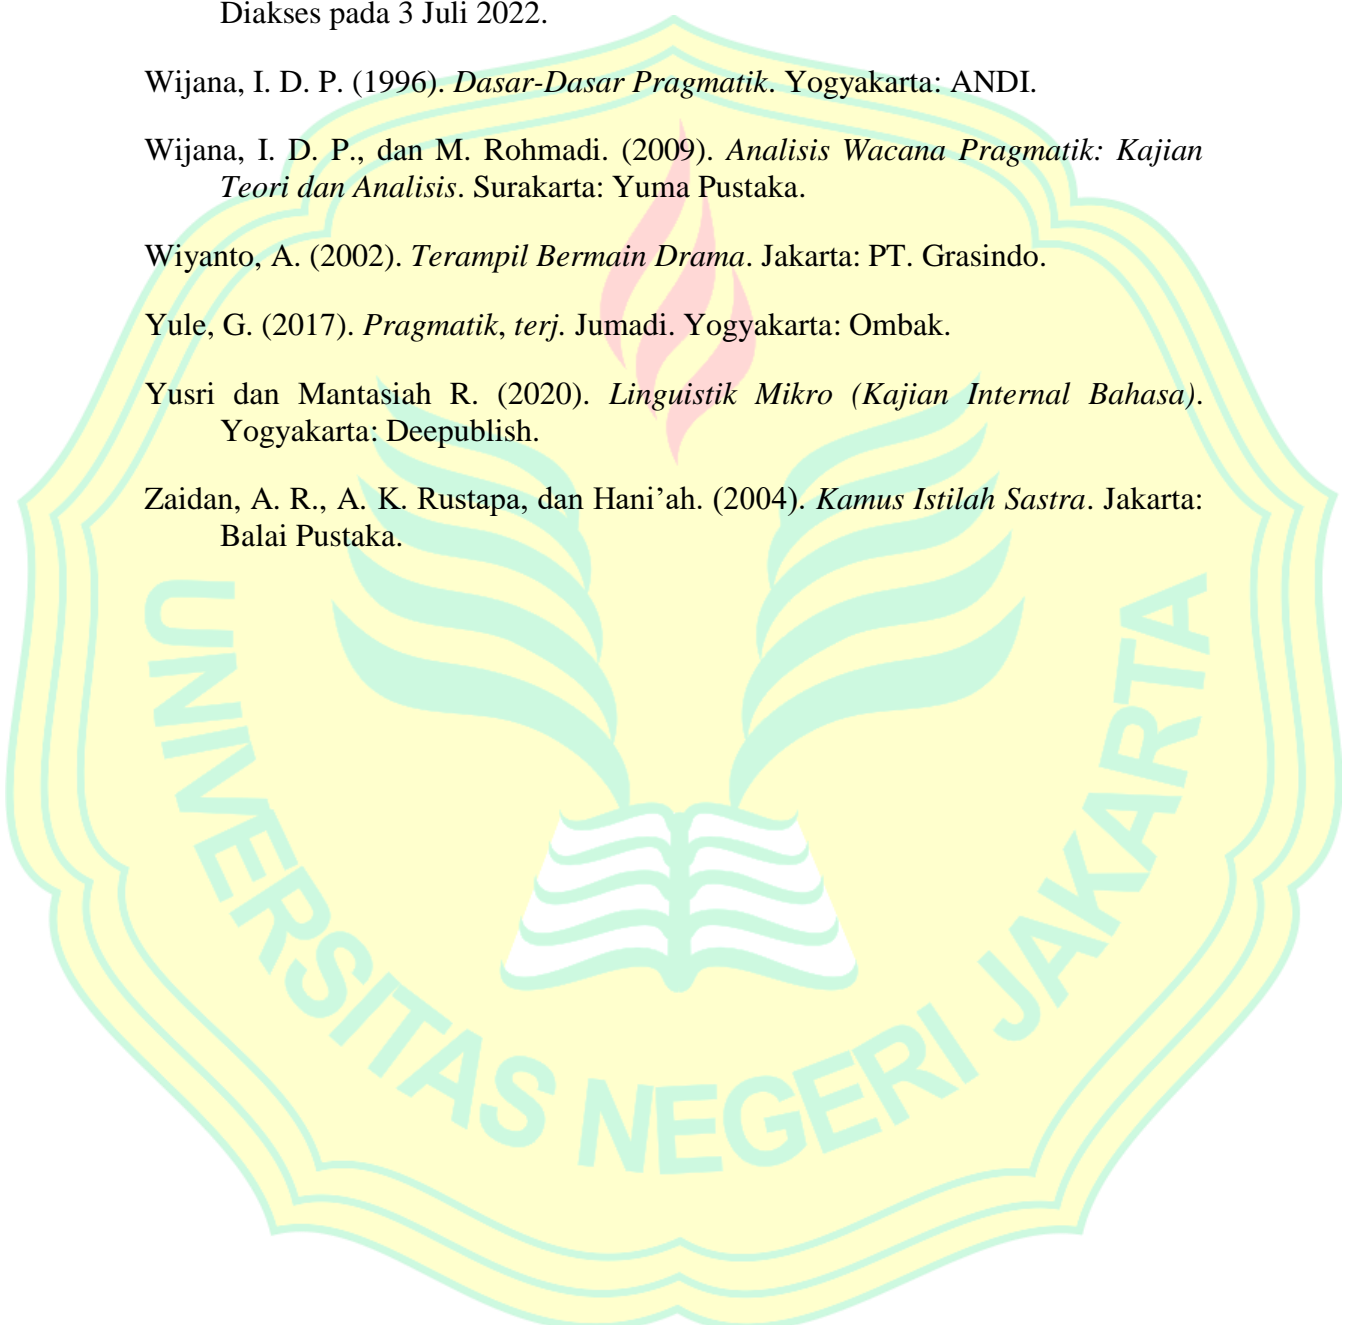 Diakses pada 3 Juli 2022.
Wijana, I. D. P. (1996). Dasar-Dasar Pragmatik. Yogyakarta: ANDI.
Wijana, I. D. P., dan M. Rohmadi. (2009). Analisis Wacana Pragmatik: Kajian
Teori dan Analisis. Surakarta: Yuma Pustaka.
Wiyanto, A. (2002). Terampil Bermain Drama. Jakarta: PT. Grasindo.
Yule, G. (2017). Pragmatik, terj. Jumadi. Yogyakarta: Ombak.
Yusri dan Mantasiah R. (2020). Linguistik Mikro (Kajian Internal Bahasa).
Yogyakarta: Deepublish.
Zaidan, A. R., A. K. Rustapa, dan Hani’ah. (2004). Kamus Istilah Sastra. Jakarta:
Balai Pustaka.
UNIVERSITAS NEGERI JAKARTA